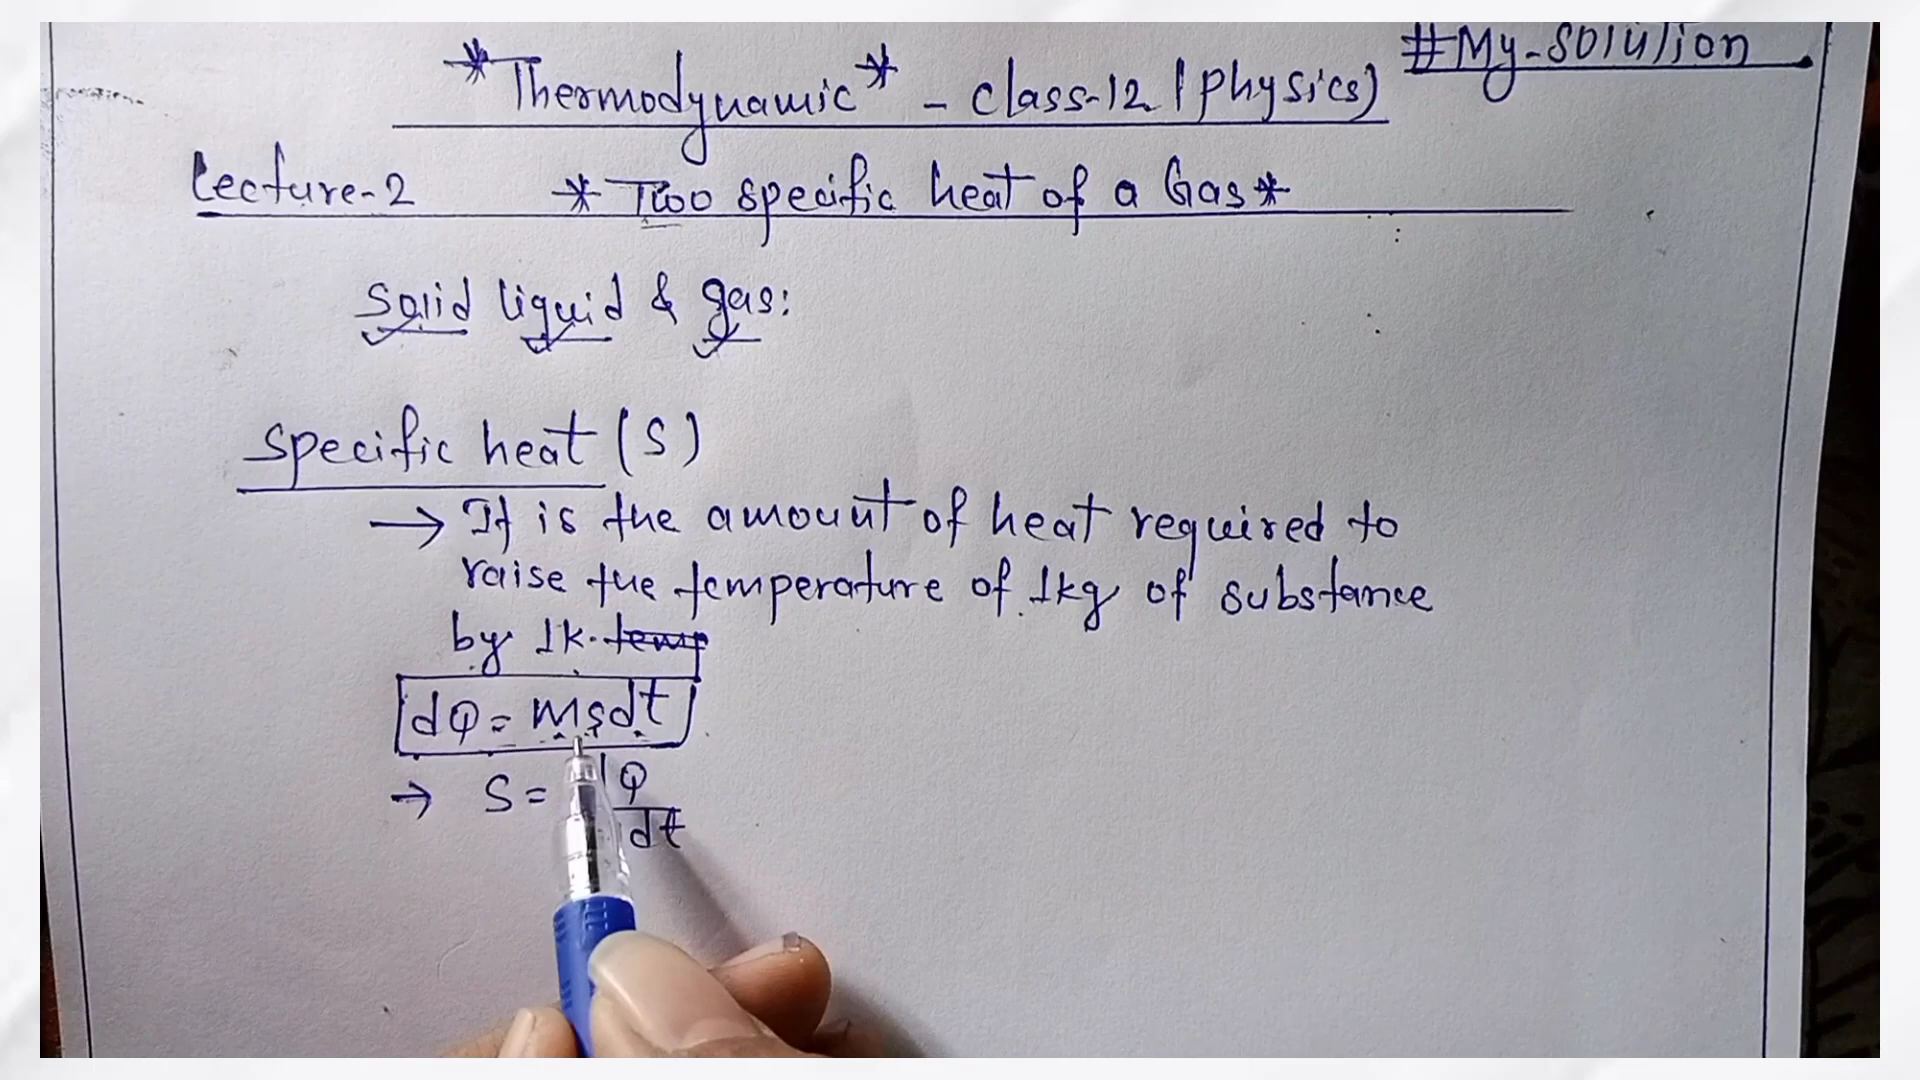 #My-Solution
*Thermodynamic* - class-12 (Physics)
Lecture-2 * Two specific heat of a Gas*
Solid liquid & gas:
Specific heat (S)
→ It is the amount of heat required to
raise the temperature of 1kg of substance
by 1k. temp
dQ = msdt
→ S = Q
dt